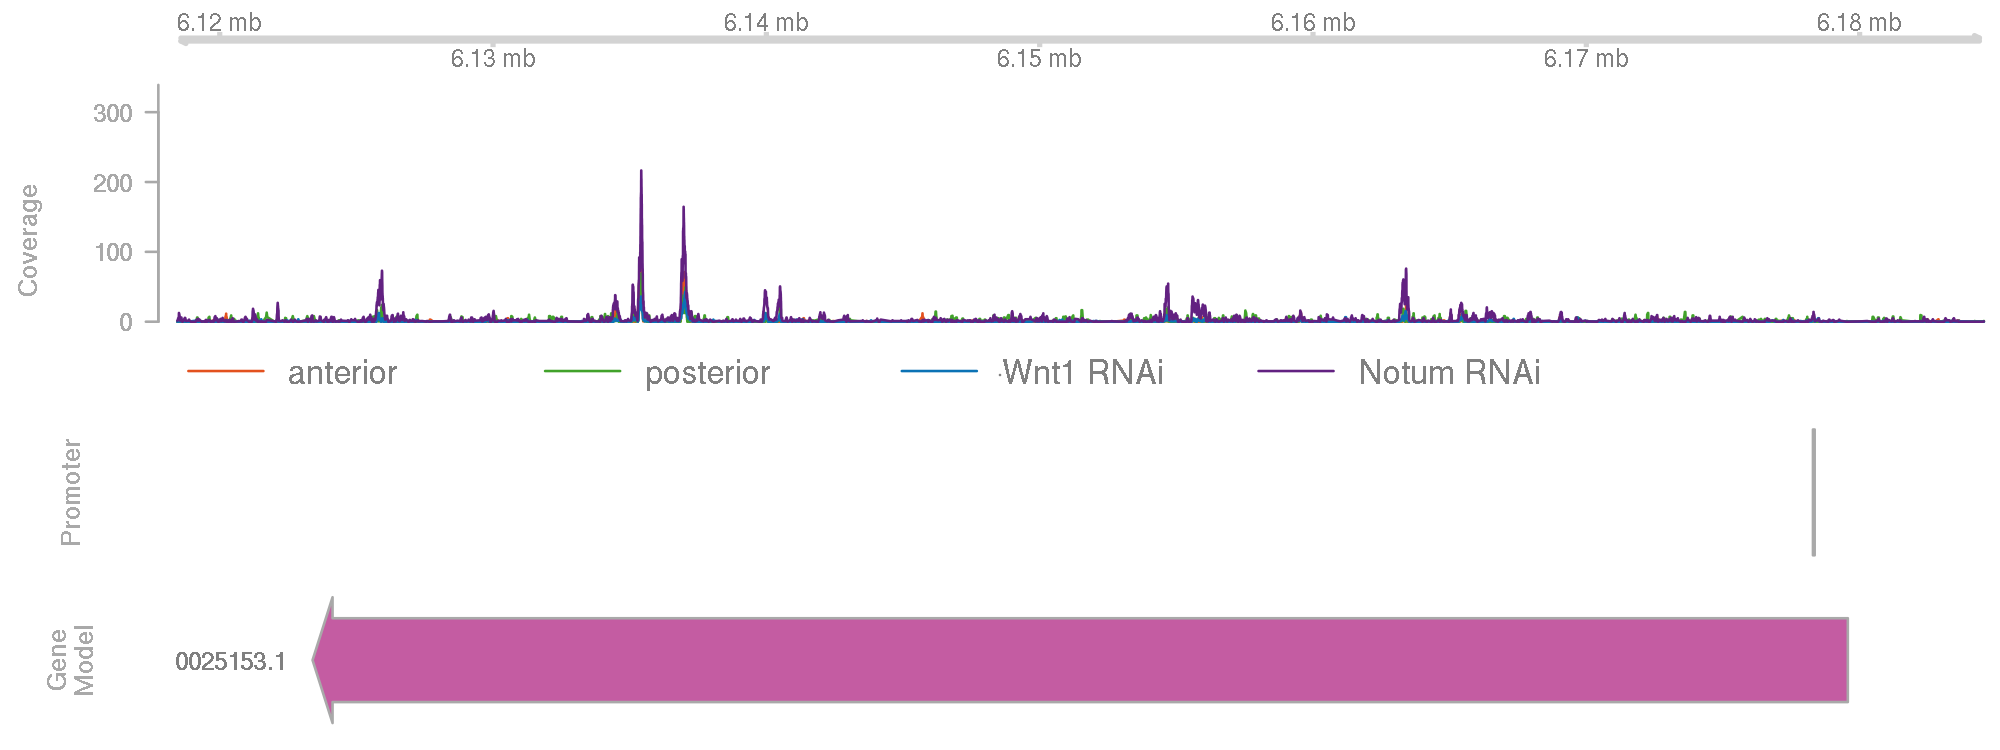 6.12 mb 6.14 mb 6.16 mb 6.18 mb
6.13 mb 6.15 mb 6.17 mb
Coverage
300
200
100
0
anterior posterior Wnt1 RNAi Notum RNAi
Promoter
Gene
Model
0025153.1